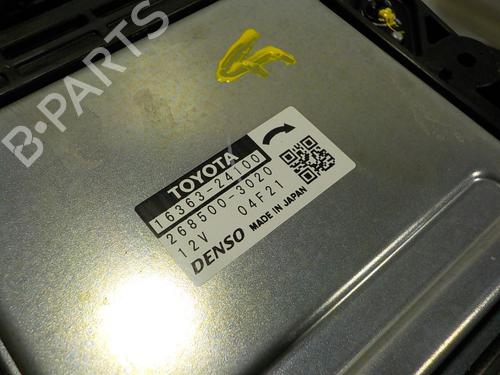 B-PARTS
TOYOTA
16363-24100
268500-3020
12V 04F21
DENSO MADE IN JAPAN